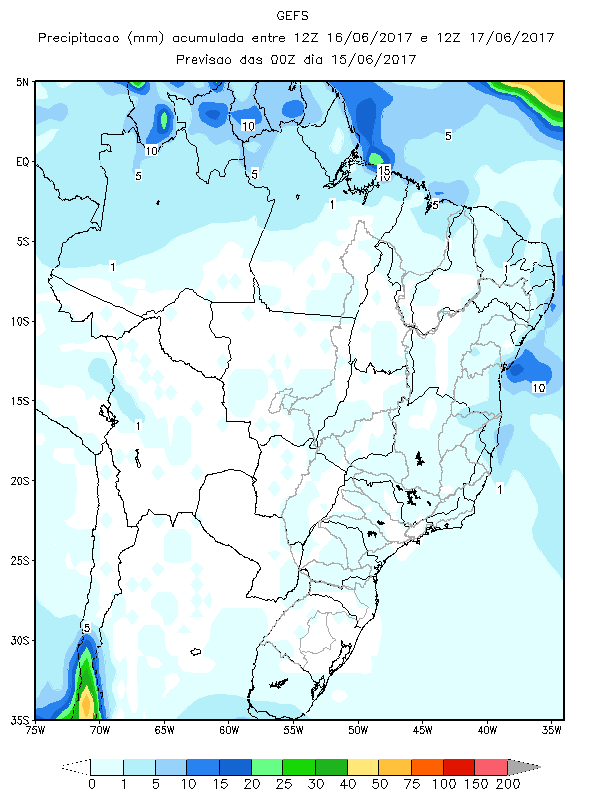 GEFS
Precipitacao (mm) acumulada entre 12Z 16/06/2017 e 12Z 17/06/2017
Previsao das 00Z dia 15/06/2017
5N
EQ
5S
10S
15S
20S
25S
30S
35S
10
10
5
15
10
5
5
5
1
1
1
10
1
1
5
75W
70W
65W
60W
55W
50W
45W
40W
35W
0 1 5 10 15 20 25 30 40 50 75 100 150 200